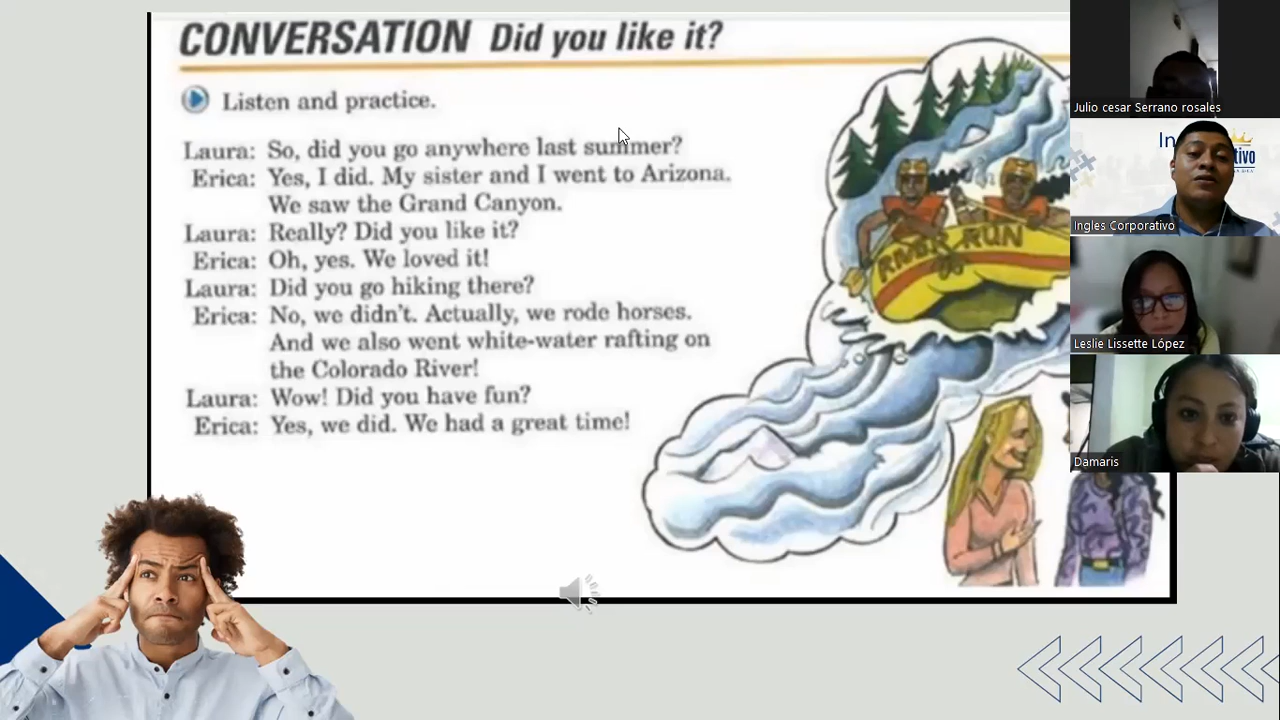 CONVERSATION Did you like it?
Listen and practice.
Laura: So, did you go anywhere last summer?
Erica: Yes, I did. My sister and I went to Arizona.
We saw the Grand Canyon.
Laura: Really? Did you like it?
Erica: Oh, yes. We loved it!
Laura: Did you go hiking there?
Erica: No, we didn't. Actually, we rode horses.
And we also went white-water rafting on
the Colorado River!
Laura: Wow! Did you have fun?
Erica: Yes, we did. We had a great time!
RIVER RUN
Julio cesar Serrano rosales
In
tivo
Ingles Corporativo
Leslie Lissette López
Damaris